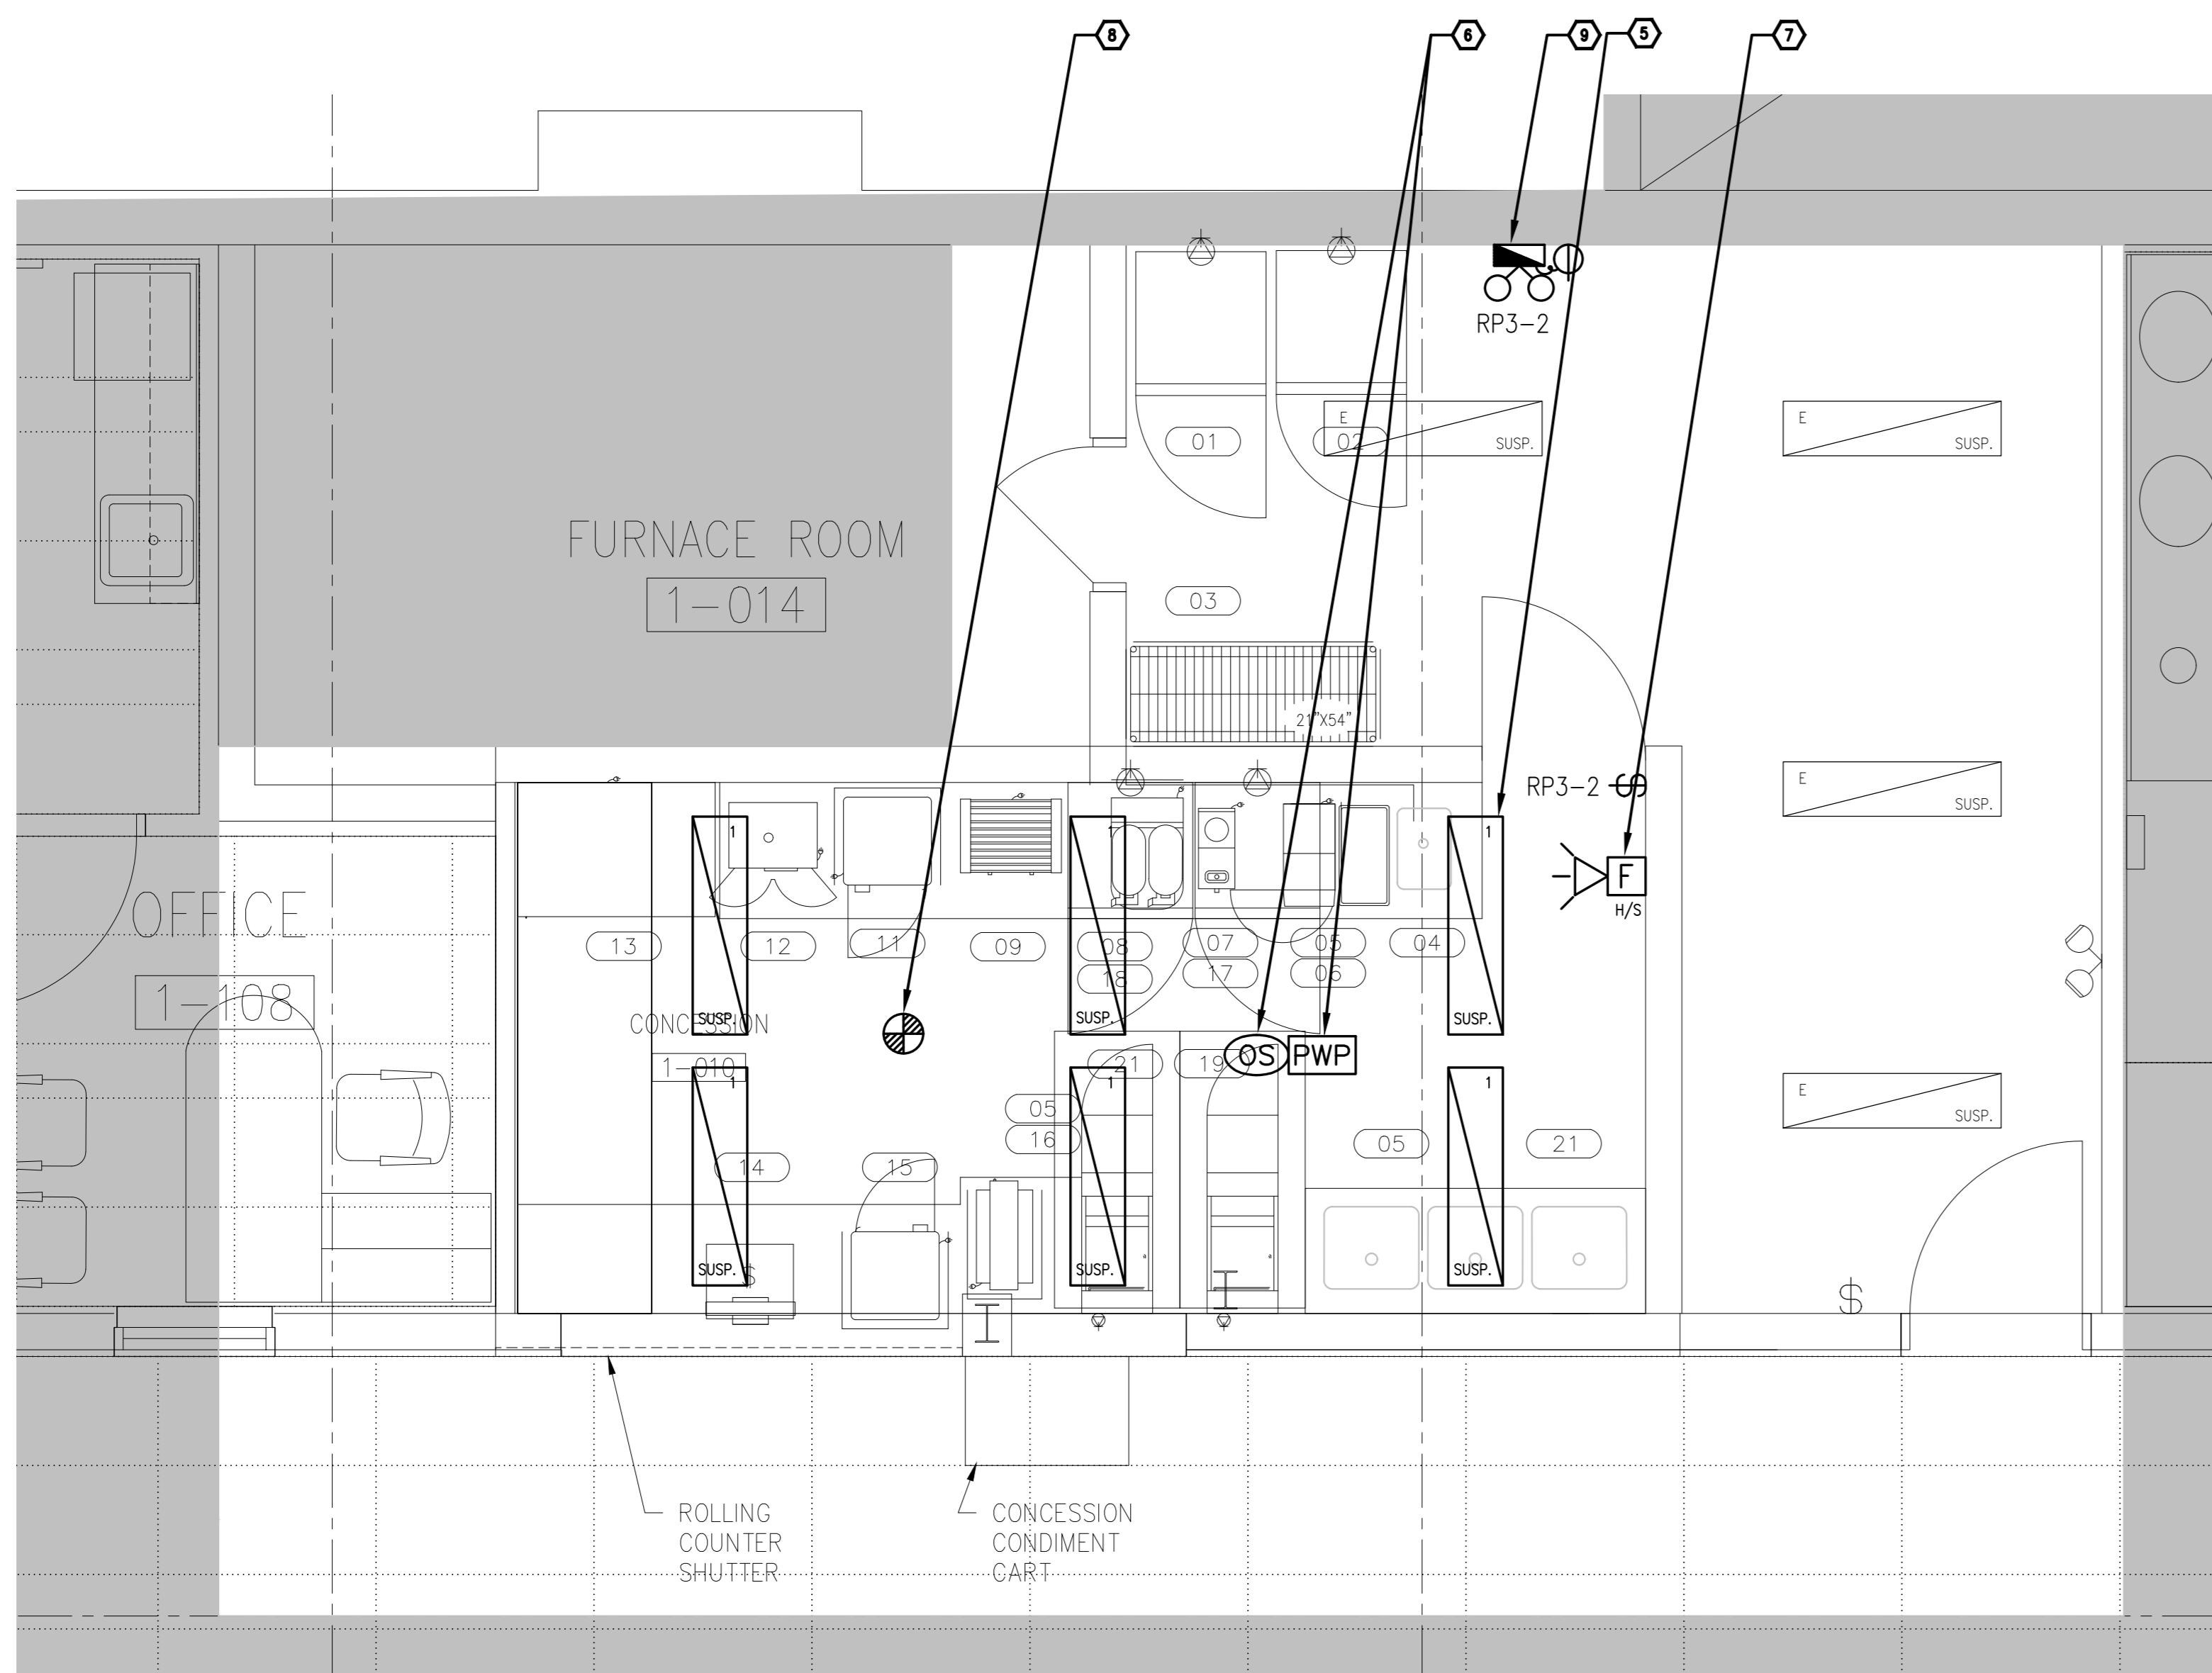 8
6
9
5
7
RP3-2
E
SUSP.
E
SUSP.
01
02
FURNACE ROOM
1-014
03
21"X54"
RP3-2
E
SUSP.
1
1
1
F
H/S
OFFICE
13
12
11
09
08
07
05
04
18
17
06
1-108
CONCESSION
SUSP.
SUSP.
SUSP.
OS
PWP
1-010
1
21
1
19
1
E
SUSP.
05
16
05
21
14
15
SUSP.
$
SUSP.
SUSP.
$
ROLLING
COUNTER
SHUTTER
CONCESSION
CONDIMENT
CART